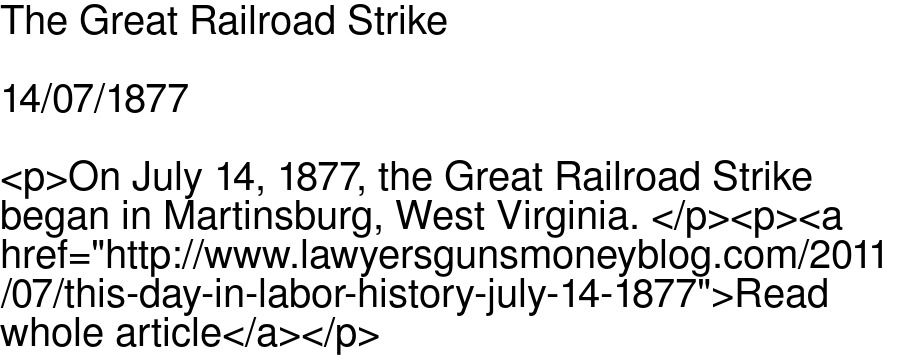 The Great Railroad Strike
14/07/1877
<p>On July 14, 1877, the Great Railroad Strike
began in Martinsburg, West Virginia. </p><p><a
href="http://www.lawyersgunsmoneyblog.com/2011
/07/this-day-in-labor-history-july-14-1877">Read
whole article</a></p>